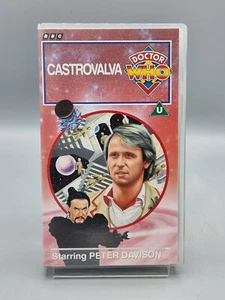 BBC
CASTROVALVA
DOCTOR
WHO
U
Starring PETER DAVISON